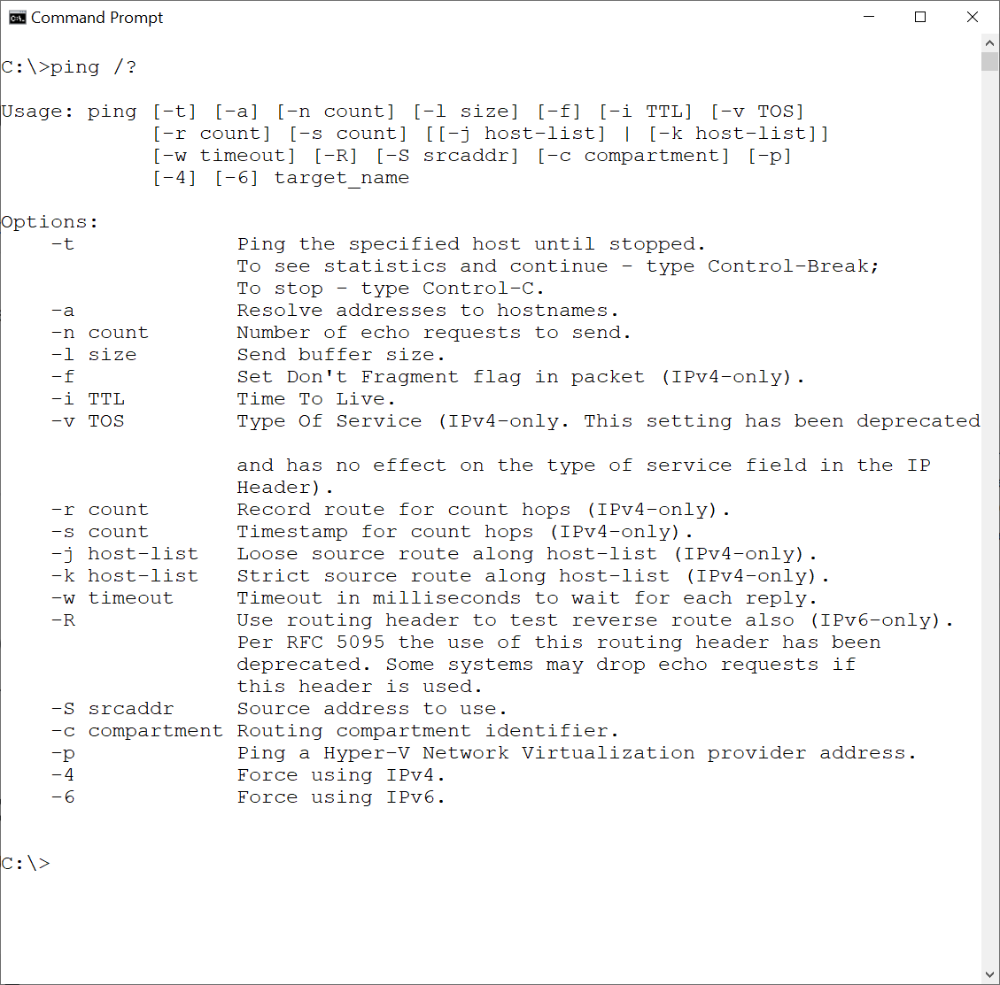 Command Prompt
C:\>ping /?
Usage: ping [-t] [-a] [-n count] [-l size] [-f] [-i TTL] [-v TOS]
            [-r count] [-s count] [[-j host-list] | [-k host-list]]
            [-w timeout] [-R] [-S srcaddr] [-c compartment] [-p]
            [-4] [-6] target_name
Options:
    -t             Ping the specified host until stopped.
                   To see statistics and continue - type Control-Break;
                   To stop - type Control-C.
    -a             Resolve addresses to hostnames.
    -n count       Number of echo requests to send.
    -l size        Send buffer size.
    -f             Set Don't Fragment flag in packet (IPv4-only).
    -i TTL         Time To Live.
    -v TOS         Type Of Service (IPv4-only. This setting has been deprecated
                   and has no effect on the type of service field in the IP
                   Header).
    -r count       Record route for count hops (IPv4-only).
    -s count       Timestamp for count hops (IPv4-only).
    -j host-list   Loose source route along host-list (IPv4-only).
    -k host-list   Strict source route along host-list (IPv4-only).
    -w timeout     Timeout in milliseconds to wait for each reply.
    -R             Use routing header to test reverse route also (IPv6-only).
                   Per RFC 5095 the use of this routing header has been
                   deprecated. Some systems may drop echo requests if
                   this header is used.
    -S srcaddr     Source address to use.
    -c compartment Routing compartment identifier.
    -p             Ping a Hyper-V Network Virtualization provider address.
    -4             Force using IPv4.
    -6             Force using IPv6.
C:\>